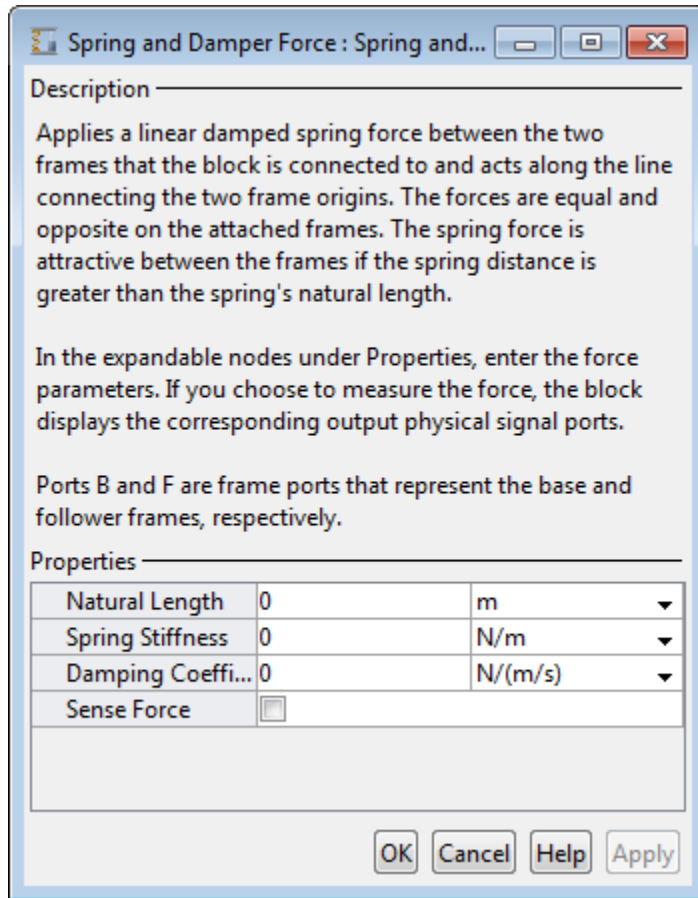 Spring and Damper Force : Spring and...
Description
Applies a linear damped spring force between the two
frames that the block is connected to and acts along the line
connecting the two frame origins. The forces are equal and
opposite on the attached frames. The spring force is
attractive between the frames if the spring distance is
greater than the spring's natural length.
In the expandable nodes under Properties, enter the force
parameters. If you choose to measure the force, the block
displays the corresponding output physical signal ports.
Ports B and F are frame ports that represent the base and
follower frames, respectively.
Properties
Natural Length 0 m
Spring Stiffness 0 N/m
Damping Coeffi... 0 N/(m/s)
Sense Force
OK Cancel Help Apply